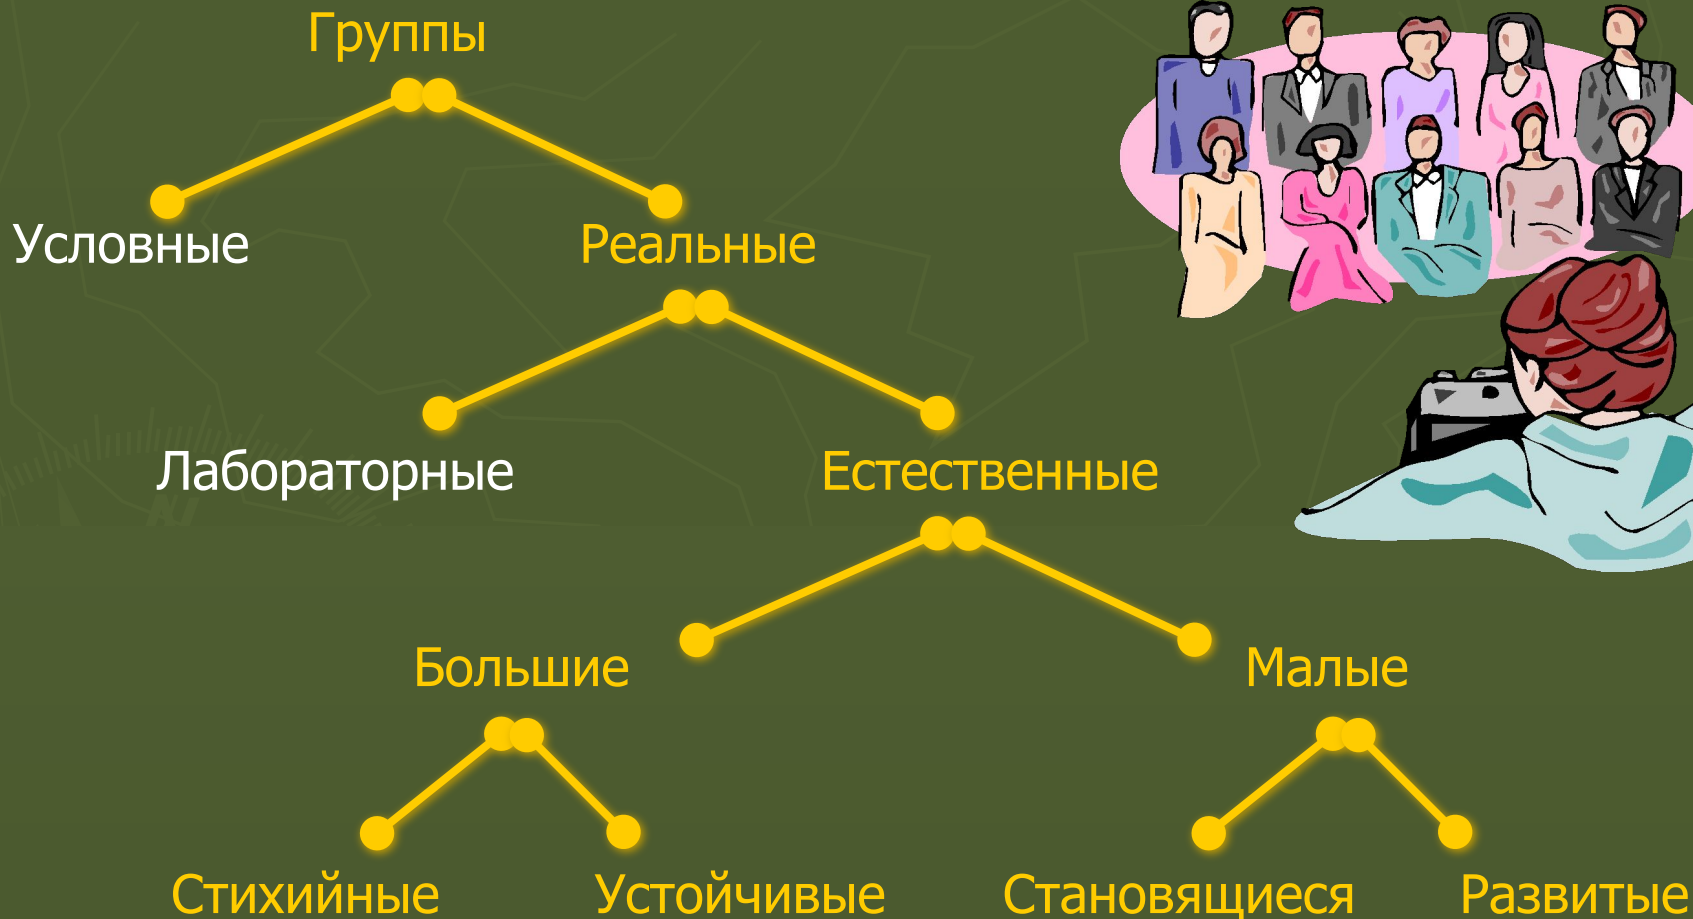 Группы
Условные
Реальные
Лабораторные
Естественные
Большие
Малые
Стихийные
Устойчивые
Становящиеся
Развитые